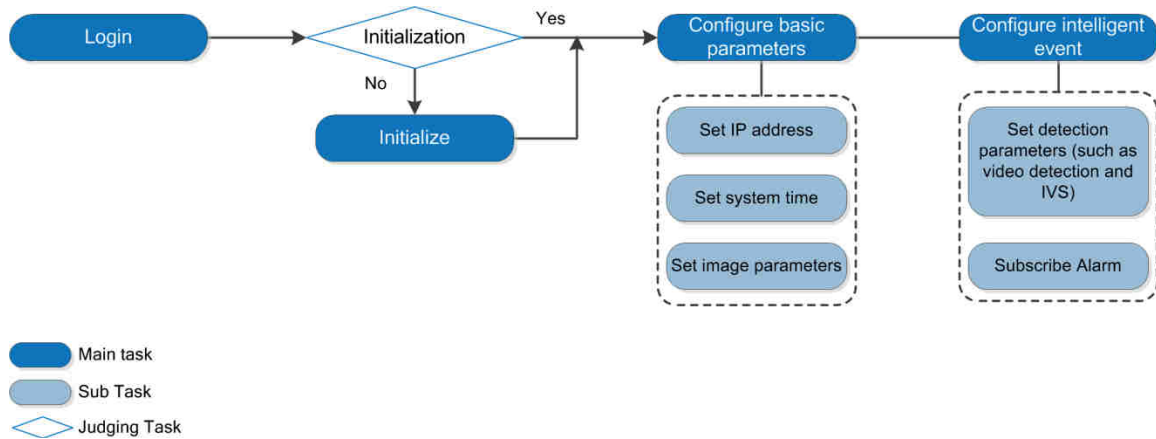 Login
Initialization
Yes
No
Initialize
Configure basic
parameters
Set IP address
Set system time
Set image parameters
Configure intelligent
event
Set detection
parameters (such as
video detection and
IVS)
Subscribe Alarm
Main task
Sub Task
Judging Task